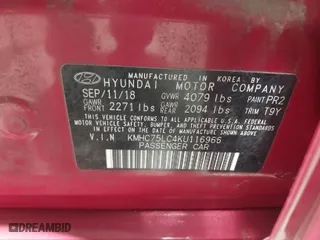 MANUFACTURED IN KOREA BY
HYUNDAI MOTOR COMPANY
SEP/11/18 GVWR 4079 lbs PAINT PR2
GAWR FRONT 2271 lbs GAWR REAR 2094 lbs TRIM T9Y
THIS VEHICLE CONFORMS TO ALL APPLICABLE U.S.A. FEDERAL
MOTOR VEHICLE SAFETY, BUMPER, AND THEFT PREVENTION
STANDARDS IN EFFECT ON THE DATE OF MANUFACTURE SHOWN ABOVE.
V.I.N KMHC75LC4KU116966
PASSENGER CAR